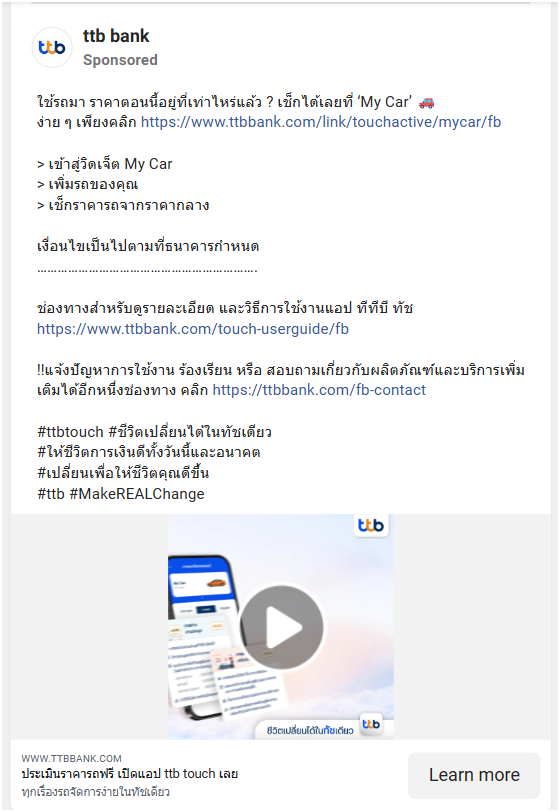 ttb
ttb bank
Sponsored
ใช้รถมา ราคาตอนนี้อยู่ที่เท่าไหร่แล้ว ? เช็กได้เลยที่ ‘My Car’ 🚗
ง่าย ๆ เพียงคลิก https://www.ttbbank.com/link/touchactive/mycar/fb
> เข้าสู่วิดเจ็ต My Car
> เพิ่มรถของคุณ
> เช็กราคารถจากราคากลาง
เงื่อนไขเป็นไปตามที่ธนาคารกำหนด
……………………………………………………….
ช่องทางสำหรับดูรายละเอียด และวิธีการใช้งานแอป ทีทีบี ทัช
https://www.ttbbank.com/touch-userguide/fb
‼แจ้งปัญหาการใช้งาน ร้องเรียน หรือ สอบถามเกี่ยวกับผลิตภัณฑ์และบริการเพิ่ม
เติมได้อีกหนึ่งช่องทาง คลิก https://ttbbank.com/fb-contact
#ttbtouch #ชีวิตเปลี่ยนได้ในทัชเดียว
#ให้ชีวิตการเงินดีทั้งวันนี้และอนาคต
#เปลี่ยนเพื่อให้ชีวิตคุณดีขึ้น
#ttb #MakeREALChange
ttb
My Car
ชีวิตเปลี่ยนได้ในทัชเดียว ttb
WWW.TTBBANK.COM
ประเมินราคารถฟรี เปิดแอป ttb touch เลย
ทุกเรื่องรถจัดการง่ายในทัชเดียว
Learn more